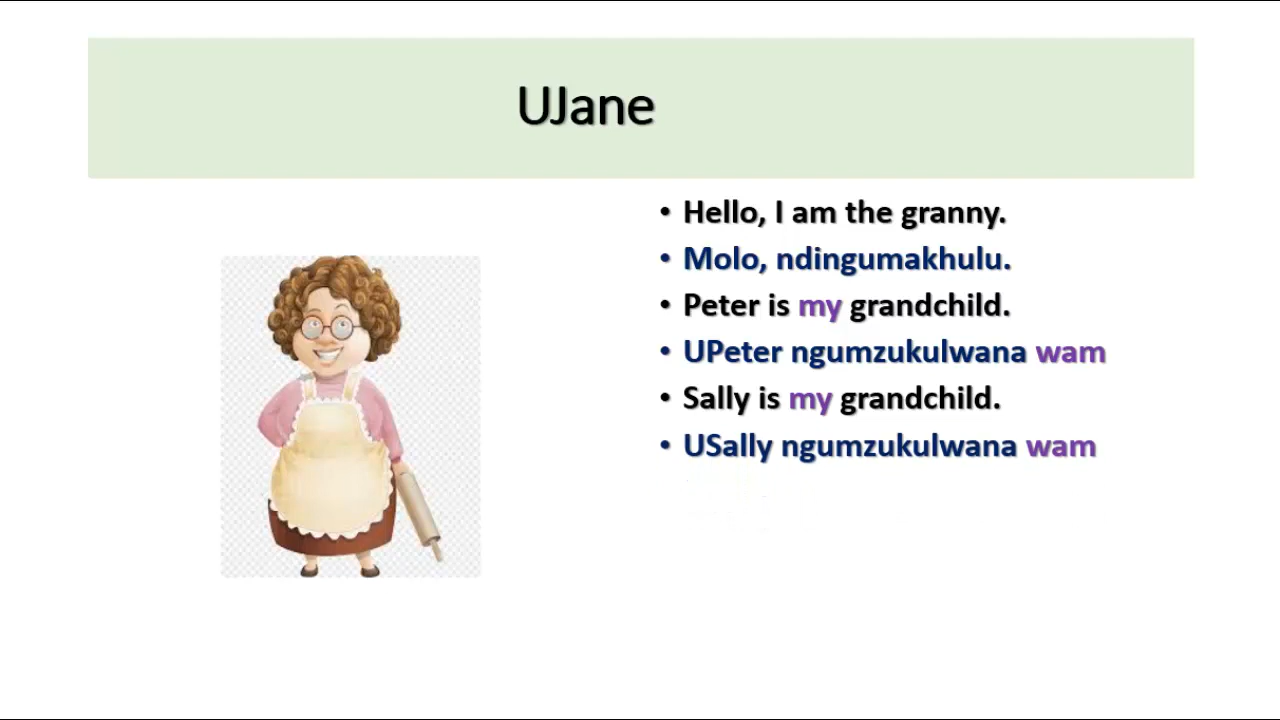 UJane
• Hello, I am the granny.
• Molo, ndingumakhulu.
• Peter is my grandchild.
• UPeter ngumzukulwana wam
• Sally is my grandchild.
• USally ngumzukulwana wam